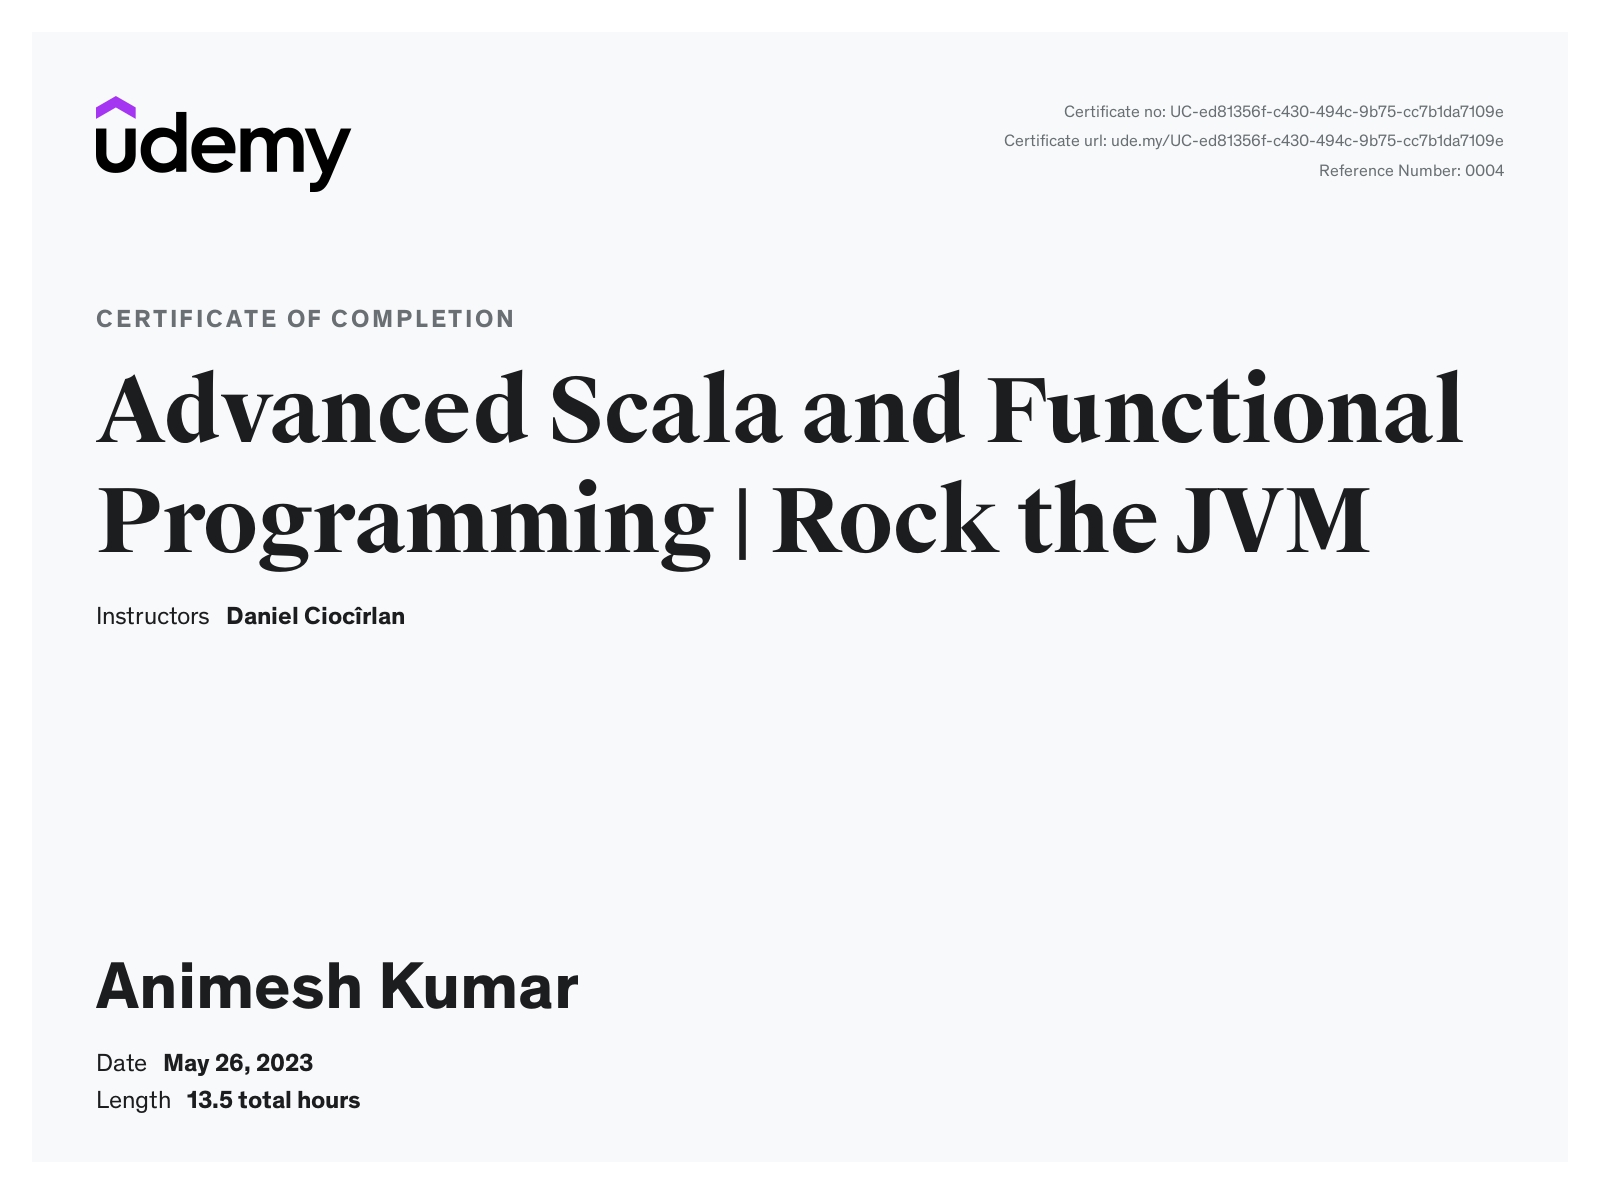 udemy
Certificate no: UC-ed81356f-c430-494c-9b75-cc7b1da7109e
Certificate url: ude.my/UC-ed81356f-c430-494c-9b75-cc7b1da7109e
Reference Number: 0004
CERTIFICATE OF COMPLETION
Advanced Scala and Functional
Programming | Rock the JVM
Instructors Daniel Ciocîrlan
Animesh Kumar
Date May 26, 2023
Length 13.5 total hours